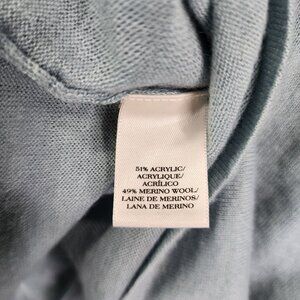 51% ACRYLIC/
ACRYLIQUE/
ACRÍLICO
49% MERINO WOOL/
LAINE DE MERINOS/
LANA DE MERINO